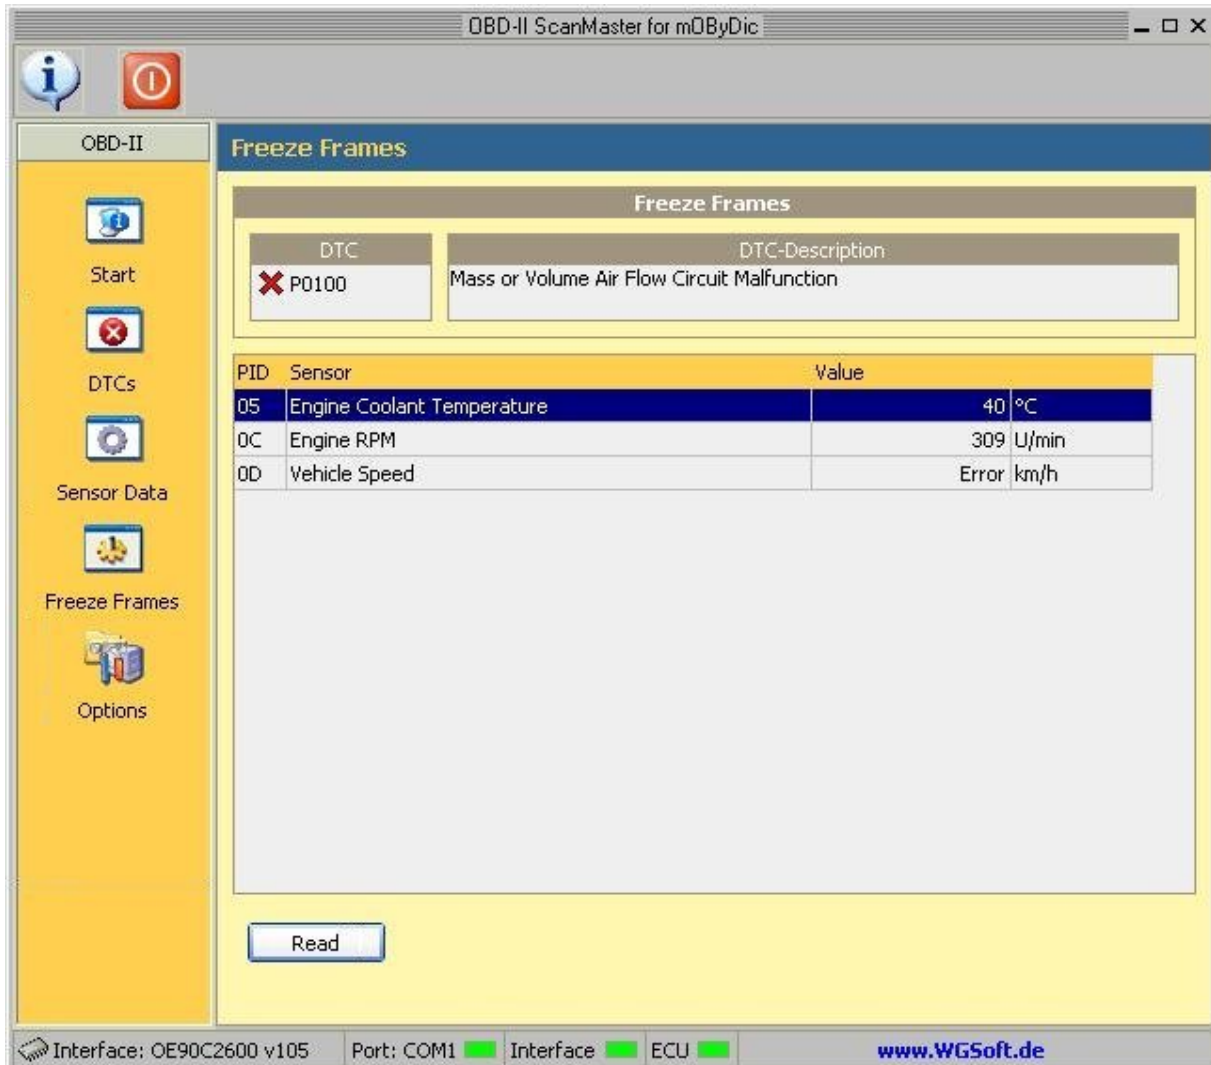 OBD-II ScanMaster for mOByDic
OBD-II
Start
DTCs
Sensor Data
Freeze Frames
Options
Freeze Frames
Freeze Frames
DTC DTC-Description
P0100 Mass or Volume Air Flow Circuit Malfunction
PID Sensor Value
05 Engine Coolant Temperature 40 °C
0C Engine RPM 309 U/min
0D Vehicle Speed Error km/h
Read
Interface: OE90C2600 v105 Port: COM1 Interface ECU www.WGSoft.de